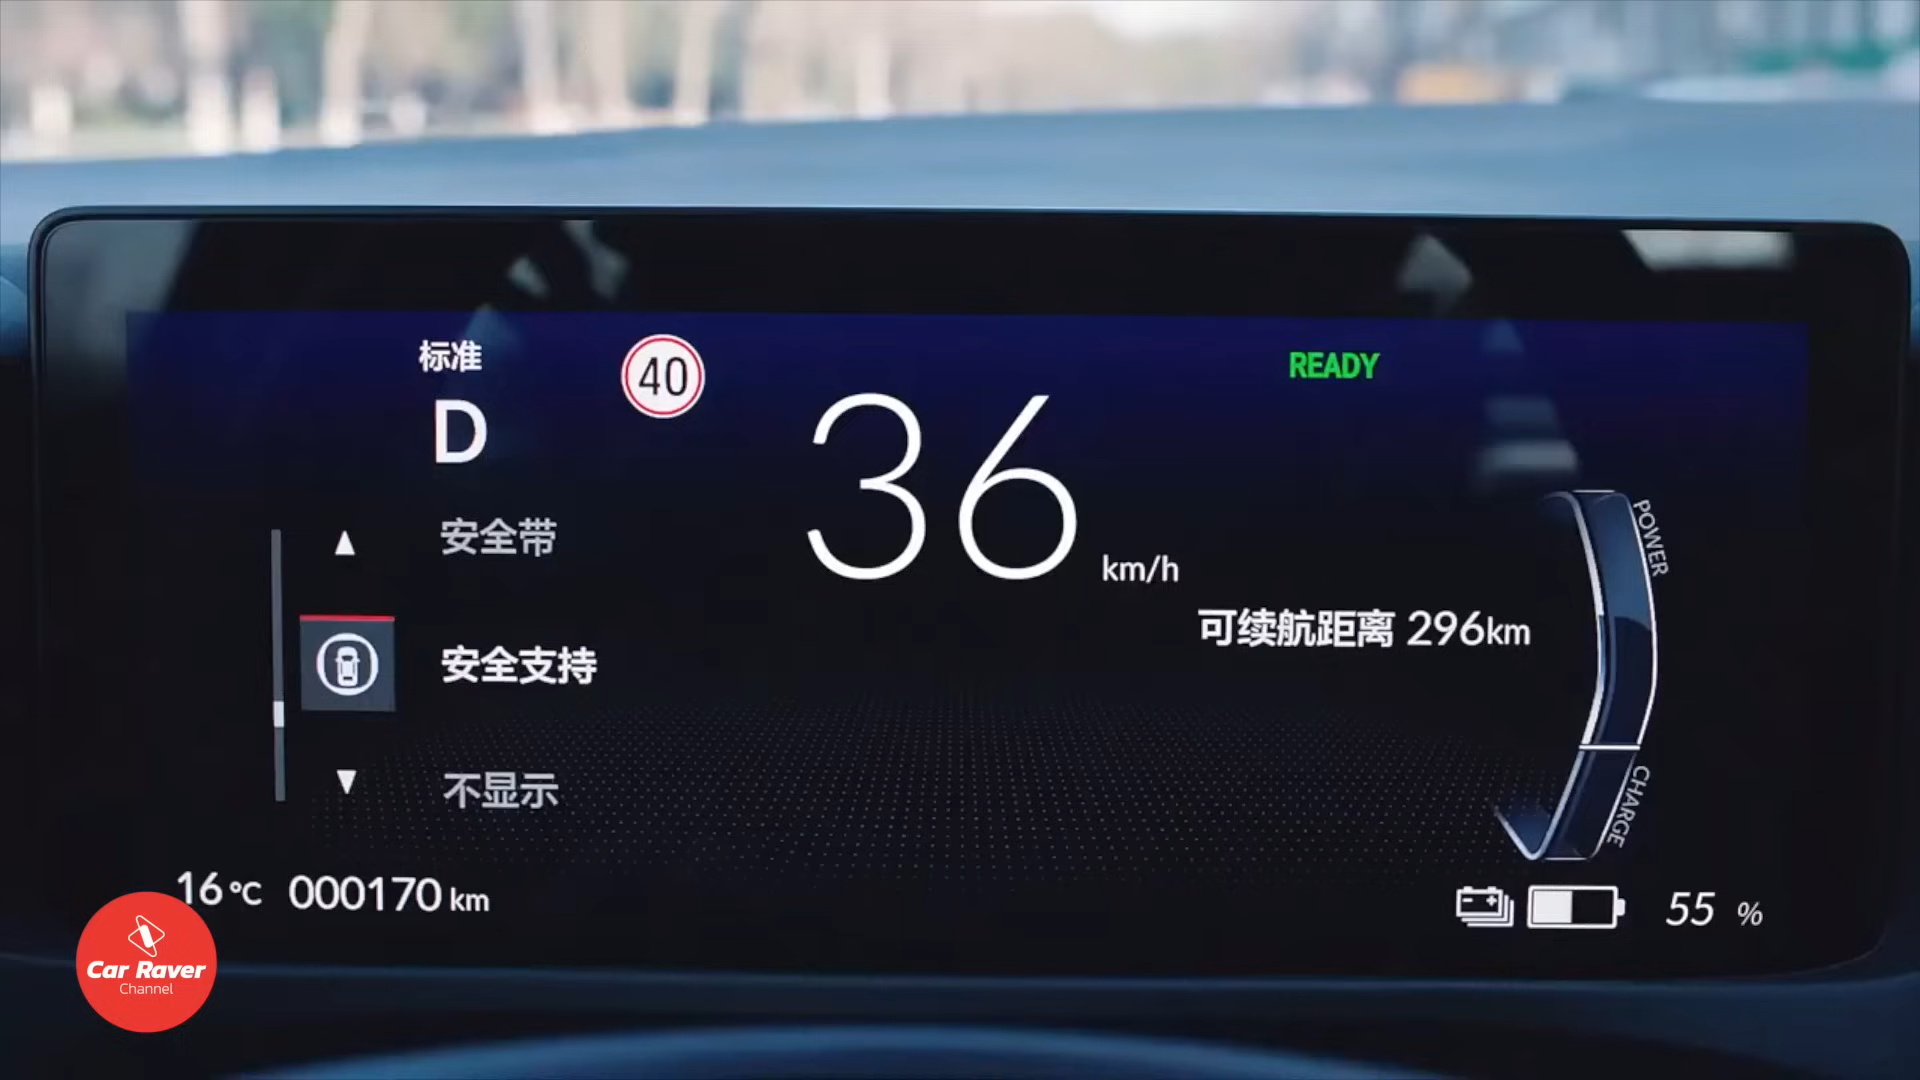 标准
40
READY
D
36
km/h
POWER
安全带
可续航距离 296km
安全支持
不显示
CHARGE
16°C 000170 km
55 %
Car Raver
Channel